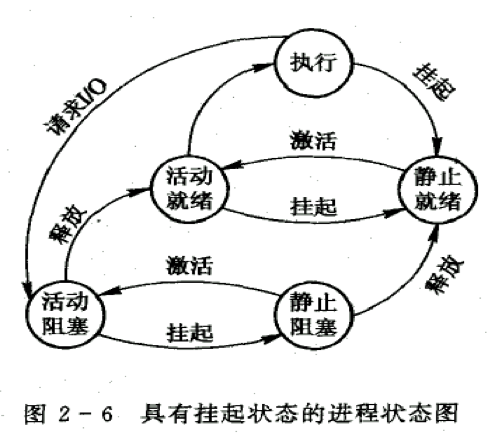 执行
请求I/O
挂起
激活
活动
就绪
静止
就绪
挂起
释放
激活
释放
活动
阻塞
静止
阻塞
挂起
图 2-6 具有挂起状态的进程状态图